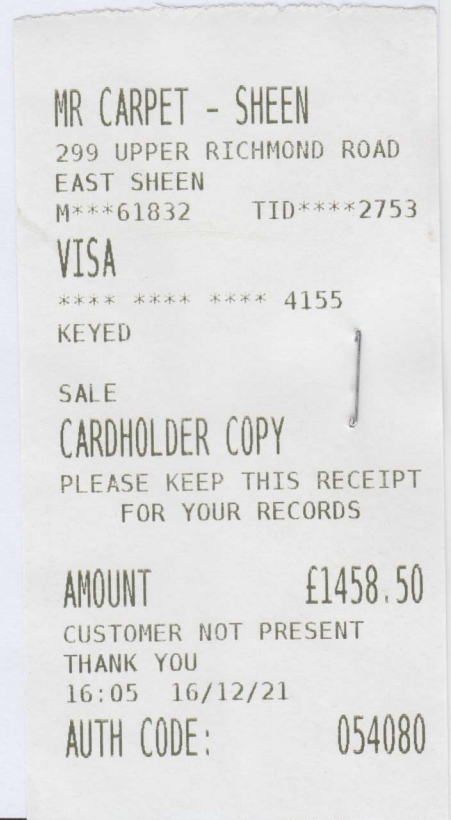 MR CARPET - SHEEN
299 UPPER RICHMOND ROAD
EAST SHEEN
M***61832 TID****2753
VISA
**** **** **** 4155
KEYED
SALE
CARDHOLDER COPY
PLEASE KEEP THIS RECEIPT
FOR YOUR RECORDS
AMOUNT £1458.50
CUSTOMER NOT PRESENT
THANK YOU
16:05 16/12/21
AUTH CODE: 054080